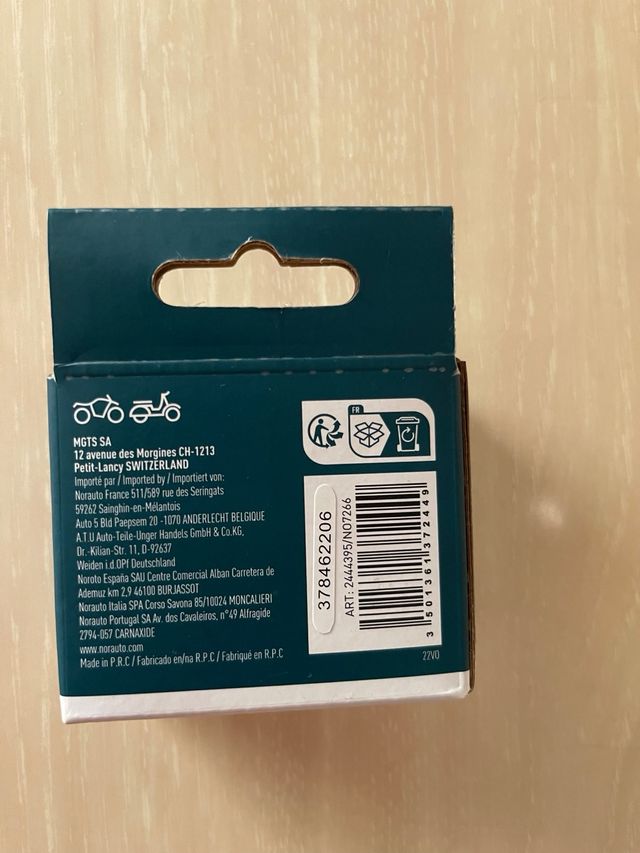 MGTS SA
12 avenue des Morgines CH-1213
Petit-Lancy SWITZERLAND
Importé par / Imported by / Importiert von:
Norauto France 511/589 rue des Seringats
59262 Sainghin-en-Mélantois
Auto 5 Bld Paepsem 20 -1070 ANDERLECHT BELGIQUE
A.T.U Auto-Teile-Unger Handels GmbH & Co.KG,
Dr.-Kilian-Str. 11, D-92637
Weiden i.d.OPf Deutschland
Noroto España SAU Centre Comercial Alban Carretera de
Ademuz km 2,9 46100 BURJASSOT
Norauto Italia SPA Corso Savona 85/10024 MONCALIERI
Norauto Portugal SA Av. dos Cavaleiros, n°49 Alfragide
2794-057 CARNAXIDE
www.norauto.com
Made in P.R.C / Fabricado en/na R.P.C / Fabriqué en R.P.C
FR
378462206
ART: 2444395/NO7266
3 501361 372449
22V0